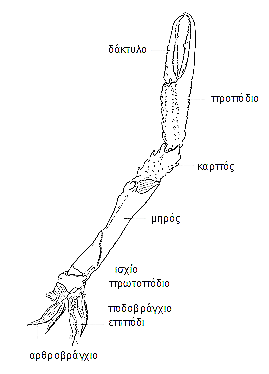 δάκτυλο
προπόδιο
καρπός
μηρός
ισχίο
πρωτοπόδιο
ποδοβράγχιο
επιπόδι
αρθροβράγχιο